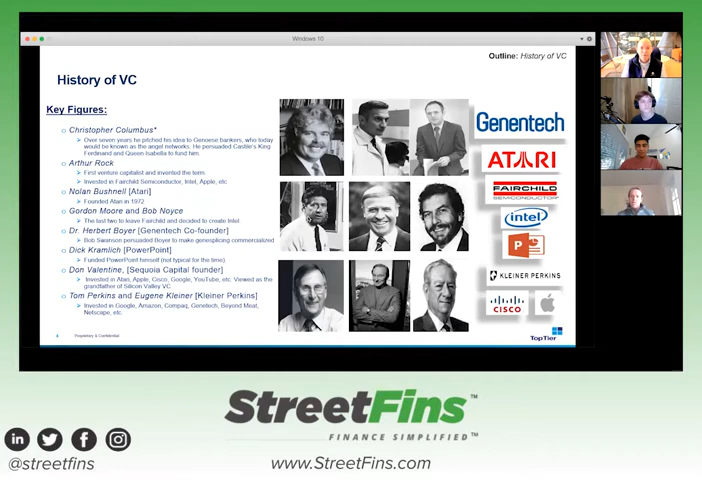 Windows 10
Outline: History of VC
History of VC
Key Figures:
Christopher Columbus*
Over seven years he pitched his idea to Genoese bankers, who today
would be known as the angel networks. He persuaded Castile's King
Ferdinand and Queen Isabella to fund him.
Arthur Rock
First venture capitalist and invented the term.
Invested in Fairchild Semiconductor, Intel, Apple, etc
Nolan Bushnell [Atari]
Founded Atari in 1972
Gordon Moore and Bob Noyce
The last two to leave Fairchild and decided to create Intel
Dr. Herbert Boyer [Genentech Co-founder]
Bob Swanson persuaded Boyer to make genesplicing commercialized
Dick Kramlich [PowerPoint]
Funded PowerPoint himself (not typical for the time)
Don Valentine, [Sequoia Capital founder]
Invested in Atari, Apple, Cisco, Google, YouTube, etc. Viewed as the
grandfather of Silicon Valley VC
Tom Perkins and Eugene Kleiner [Kleiner Perkins]
Invested in Google, Amazon, Compaq, Genetech, Beyond Meat,
Netscape, etc
Genentech
ATARI
FAIRCHILD
SEMICONDUCTOR
intel
P
KLEINER PERKINS
CISCO
4 Proprietary & Confidential
TopTier
StreetFins™
FINANCE SIMPLIFIED™
in f
@streetfins
www.StreetFins.com